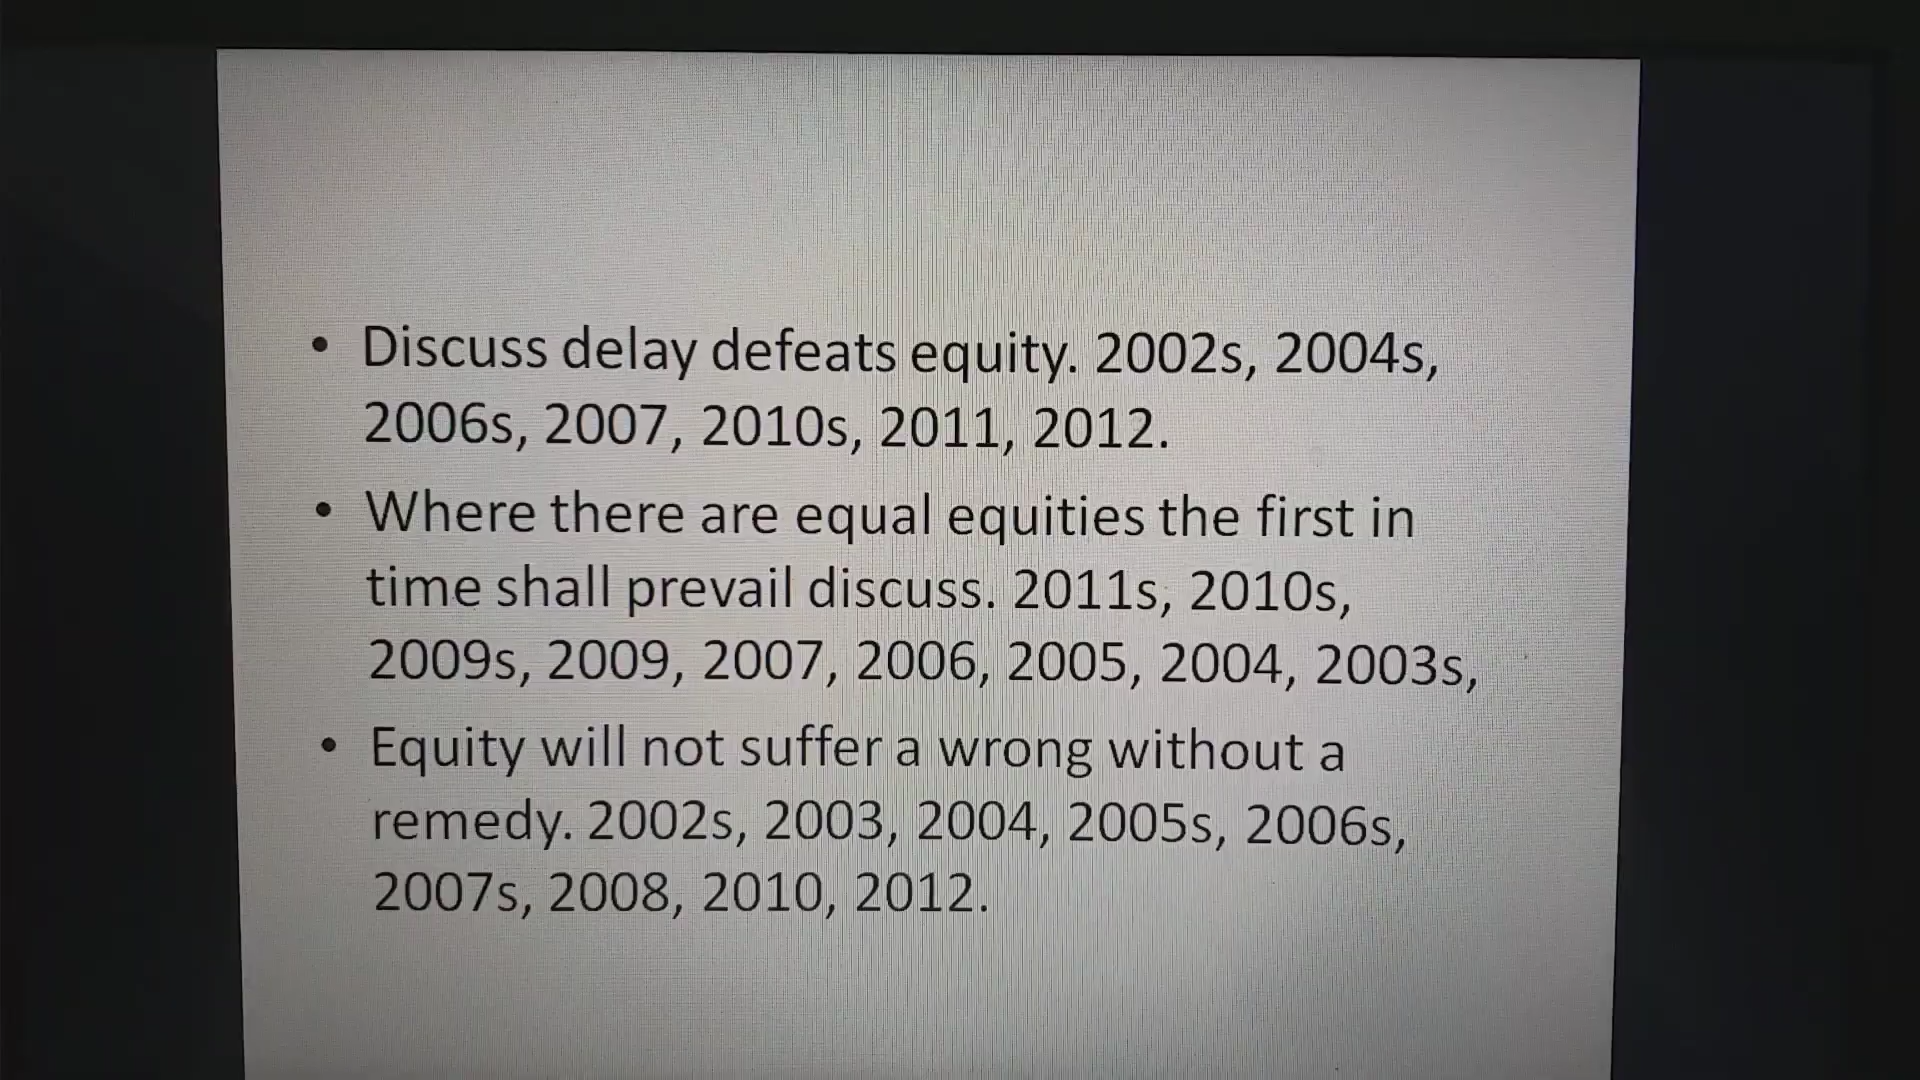 • Discuss delay defeats equity. 2002s, 2004s,
2006s, 2007, 2010s, 2011, 2012.
• Where there are equal equities the first in
time shall prevail discuss. 2011s, 2010s,
2009s, 2009, 2007, 2006, 2005, 2004, 2003s,
• Equity will not suffer a wrong without a
remedy. 2002s, 2003, 2004, 2005s, 2006s,
2007s, 2008, 2010, 2012.